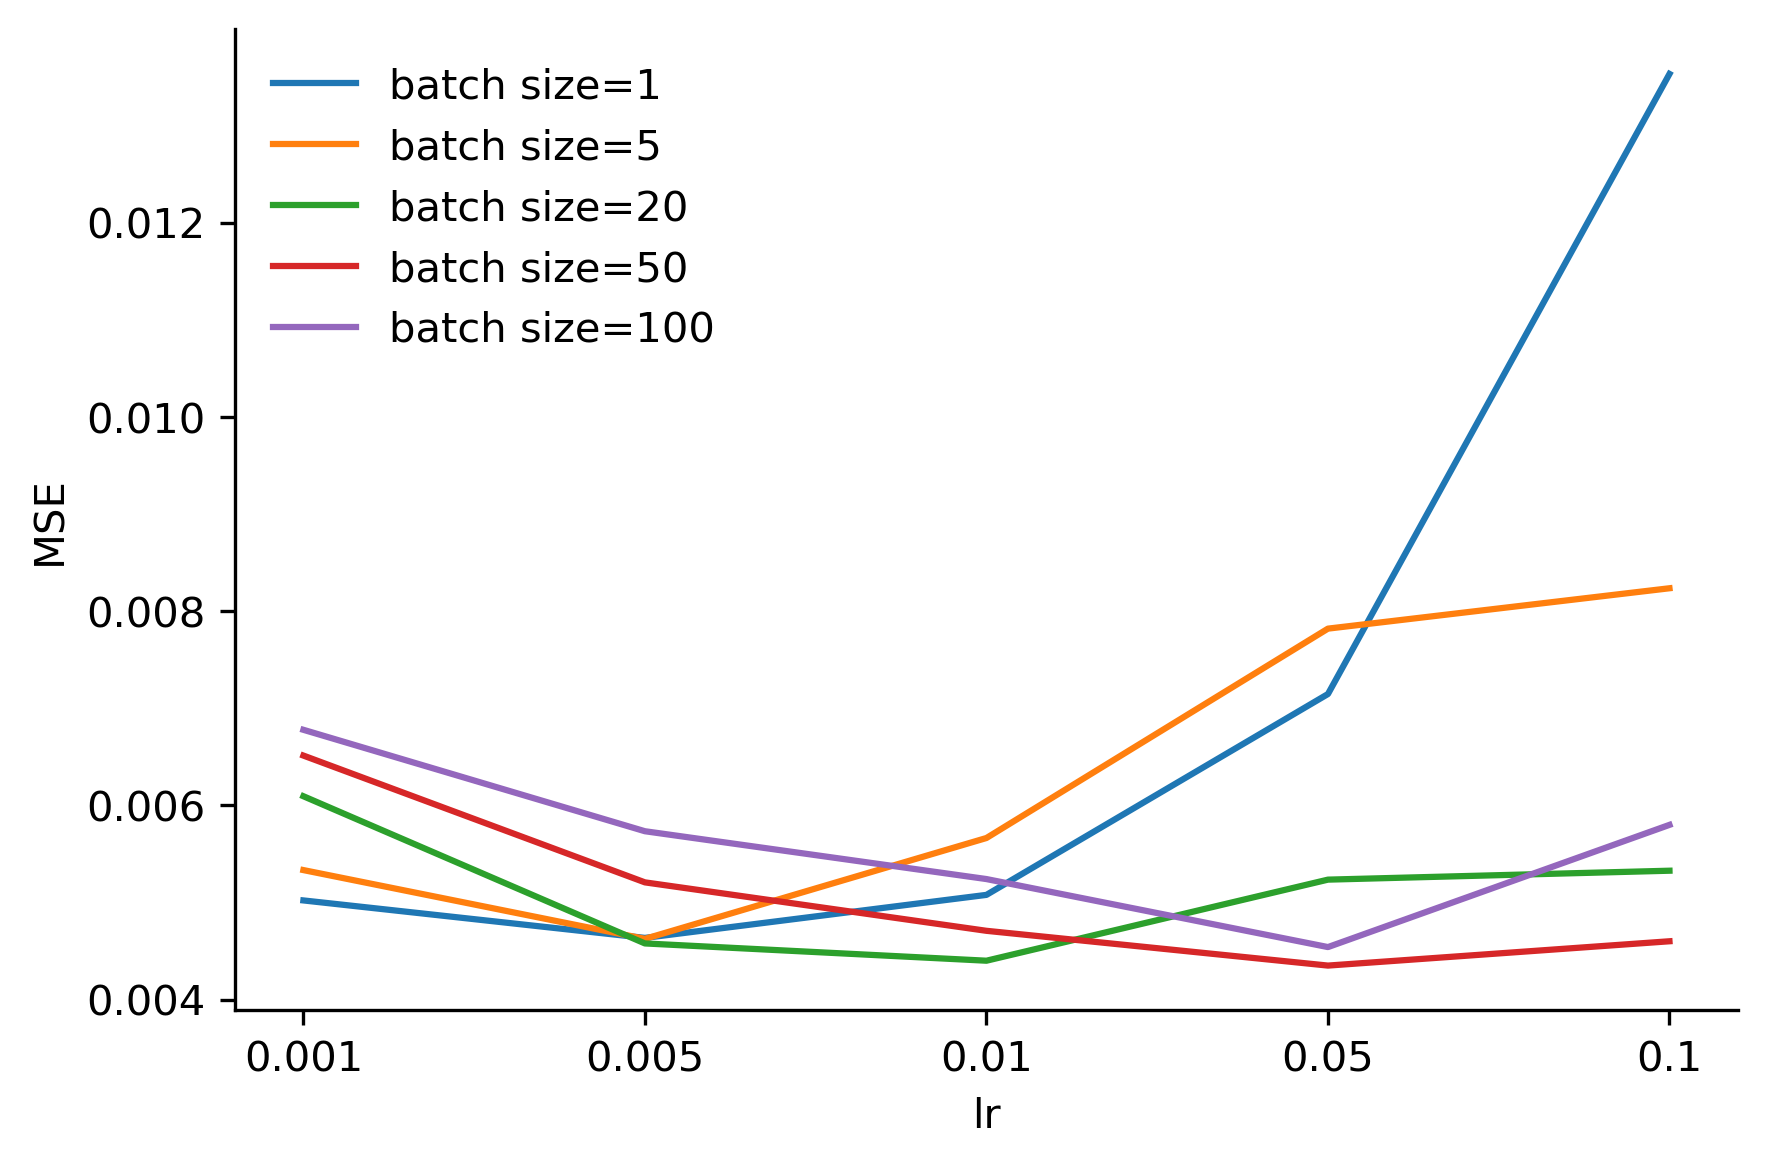 batch size=1
batch size=5
batch size=20
batch size=50
batch size=100
MSE
0.012
0.010
0.008
0.006
0.004
0.001 0.005 0.01 0.05 0.1
lr